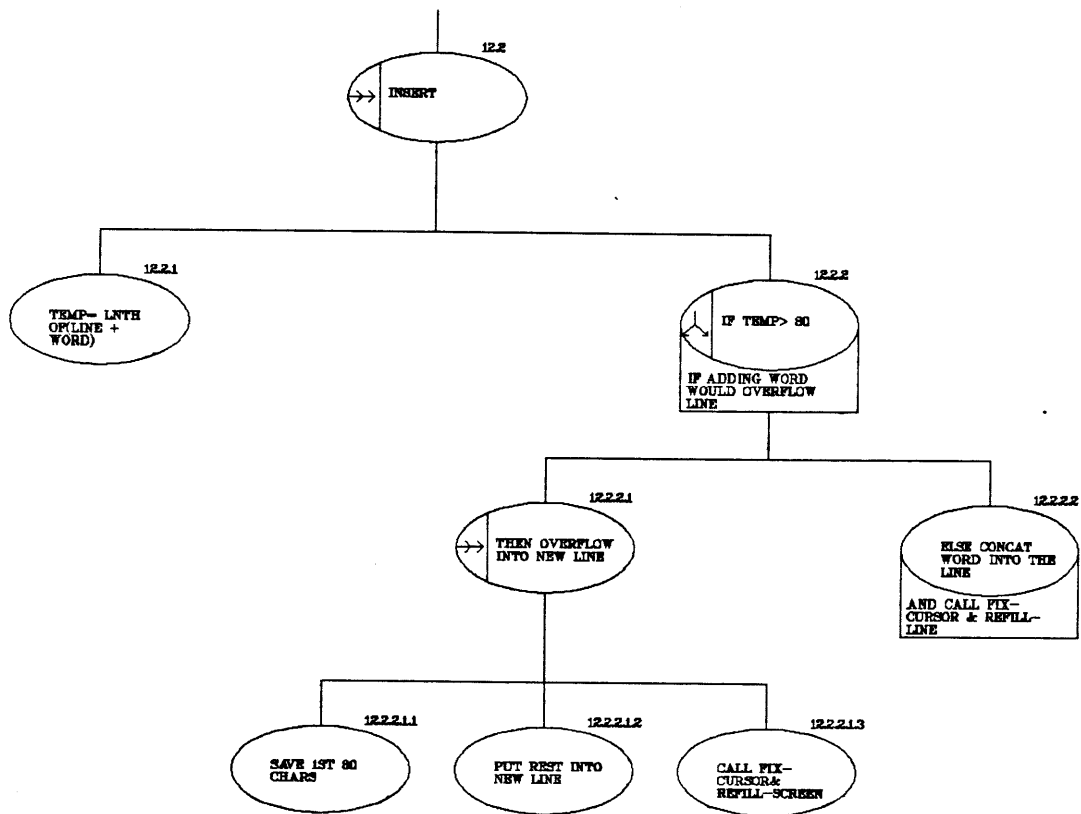 12.2
INSERT
12.2.1
TEMP= LNTH
OF(LINE +
WORD)
12.2.2
IF TEMP> 80
IF ADDING WORD
WOULD OVERFLOW
LINE
12.2.2.1
THEN OVERFLOW
INTO NEW LINE
12.2.2.2
ELSE CONCAT
WORD INTO THE
LINE
AND CALL FIX-
CURSOR & REFILL-
LINE
12.2.2.1.1
SAVE 1ST 80
CHARS
12.2.2.1.2
PUT REST INTO
NEW LINE
12.2.2.1.3
CALL FIX-
CURSOR&
REFILL-SCREEN